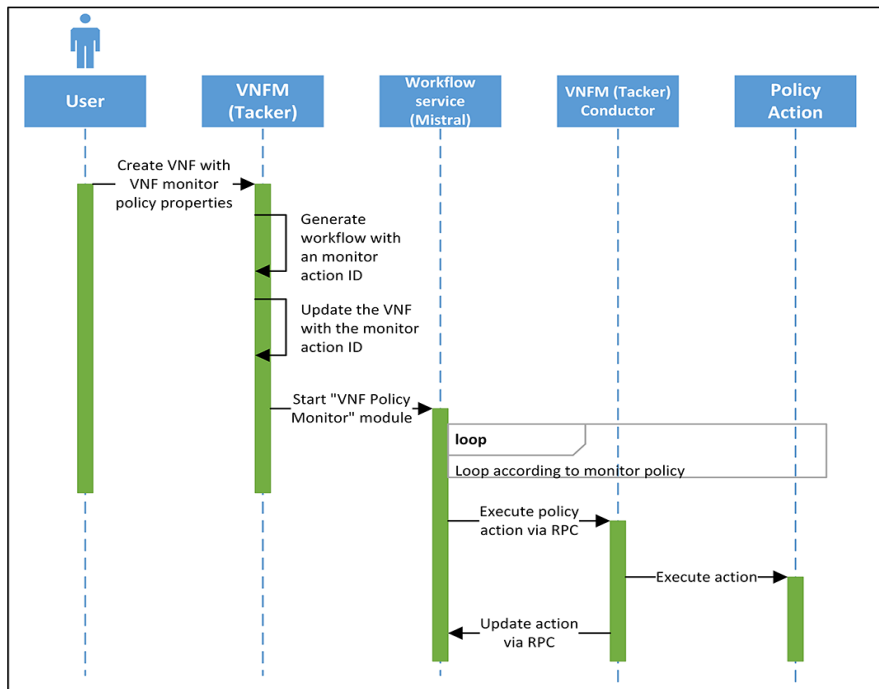 User
VNFM
(Tacker)
Workflow
service
(Mistral)
VNFM (Tacker)
Conductor
Policy
Action
Create VNF with
VNF monitor
policy properties
Generate
workflow with
an monitor
action ID
Update the VNF
with the monitor
action ID
Start "VNF Policy
Monitor" module
loop
Loop according to monitor policy
Execute policy
action via RPC
Execute action
Update action
via RPC